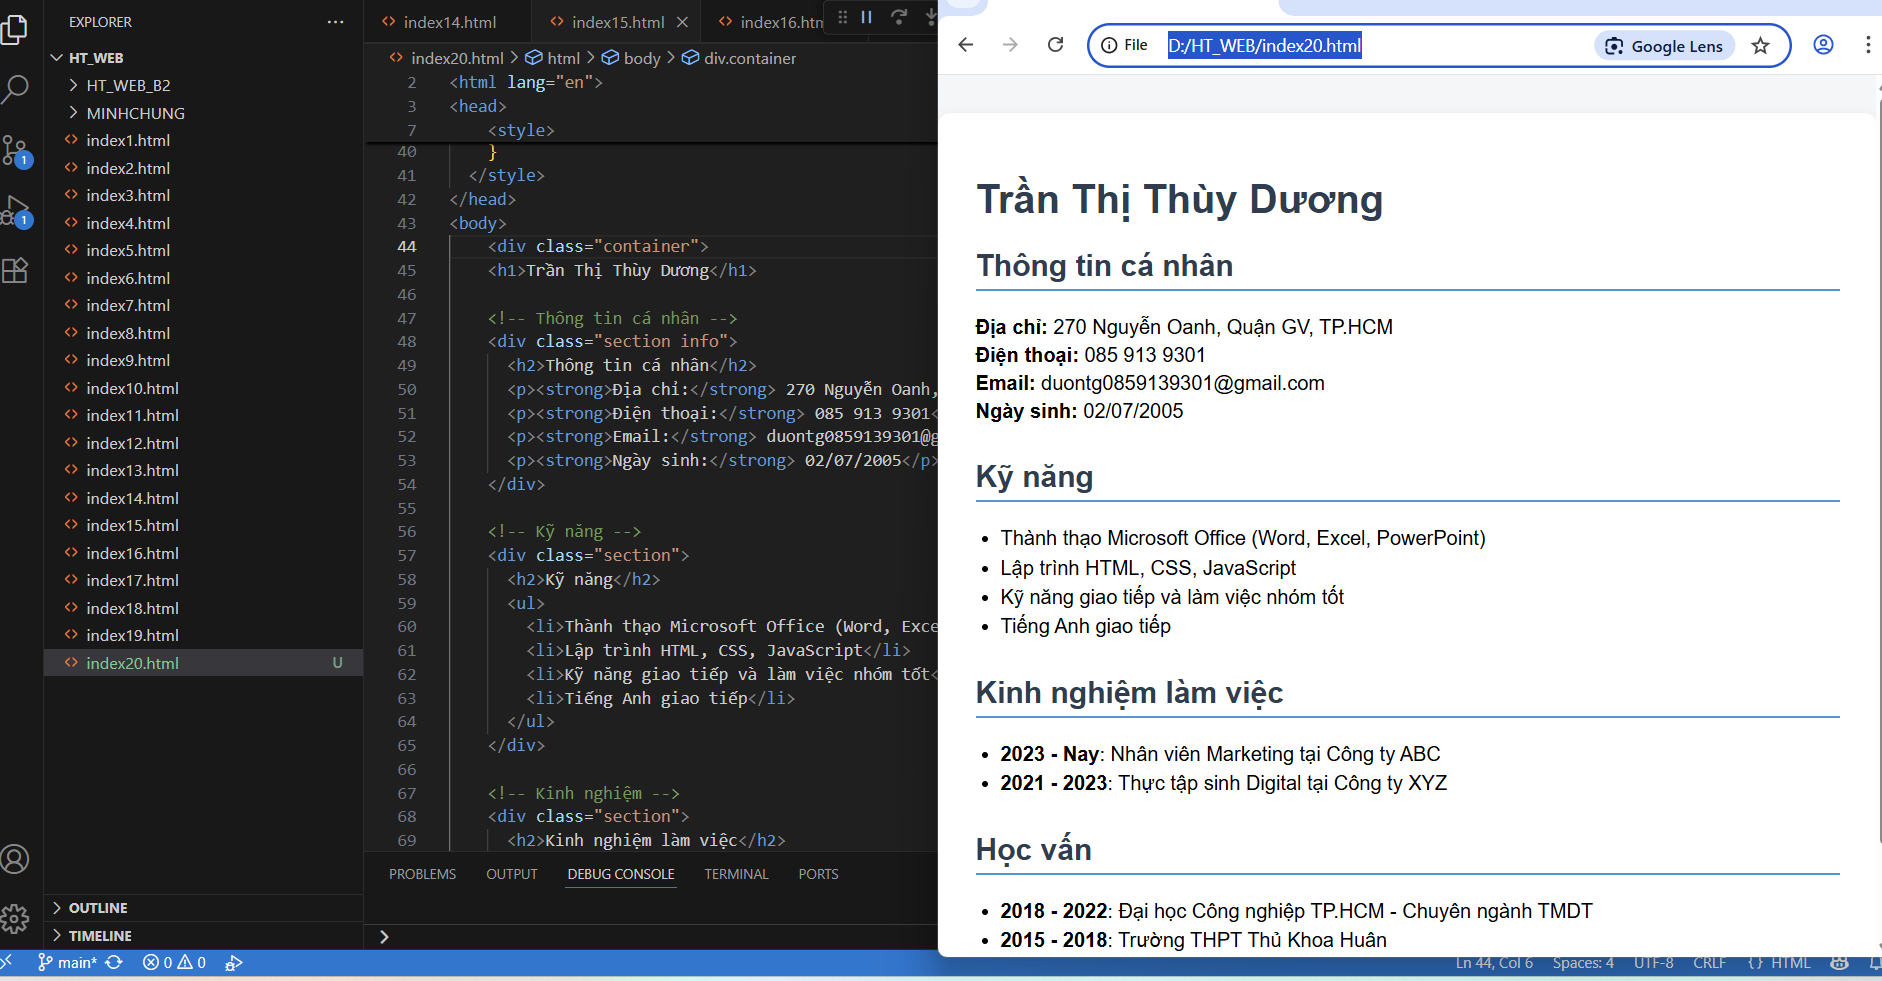 EXPLORER
HT_WEB
HT_WEB_B2
MINHCHUNG
index1.html
index2.html
index3.html
index4.html
index5.html
index6.html
index7.html
index8.html
index9.html
index10.html
index11.html
index12.html
index13.html
index14.html
index15.html
index16.html
index17.html
index18.html
index19.html
index20.html U
OUTLINE
TIMELINE
1
1
index14.html index15.html index16.htm
index20.html > html > body > div.container
2 <html lang="en">
3 <head>
7 <style>
40 }
41 </style>
42 </head>
43 <body>
44 <div class="container">
45 <h1>Trần Thị Thùy Dương</h1>
46
47 <!-- Thông tin cá nhân -->
48 <div class="section info">
49 <h2>Thông tin cá nhân</h2>
50 <p><strong>Địa chỉ:</strong> 270 Nguyễn Oanh,
51 <p><strong>Điện thoại:</strong> 085 913 9301<
52 <p><strong>Email:</strong> duontg0859139301@g
53 <p><strong>Ngày sinh:</strong> 02/07/2005</p>
54 </div>
55
56 <!-- Kỹ năng -->
57 <div class="section">
58 <h2>Kỹ năng</h2>
59 <ul>
60 <li>Thành thạo Microsoft Office (Word, Exce
61 <li>Lập trình HTML, CSS, JavaScript</li>
62 <li>Kỹ năng giao tiếp và làm việc nhóm tốt<
63 <li>Tiếng Anh giao tiếp</li>
64 </ul>
65 </div>
66
67 <!-- Kinh nghiệm -->
68 <div class="section">
69 <h2>Kinh nghiệm làm việc</h2>
PROBLEMS OUTPUT DEBUG CONSOLE TERMINAL PORTS
File D:/HT_WEB/index20.html Google Lens
Trần Thị Thùy Dương
Thông tin cá nhân
Địa chỉ: 270 Nguyễn Oanh, Quận GV, TP.HCM
Điện thoại: 085 913 9301
Email: duontg0859139301@gmail.com
Ngày sinh: 02/07/2005
Kỹ năng
Thành thạo Microsoft Office (Word, Excel, PowerPoint)
Lập trình HTML, CSS, JavaScript
Kỹ năng giao tiếp và làm việc nhóm tốt
Tiếng Anh giao tiếp
Kinh nghiệm làm việc
2023 - Nay: Nhân viên Marketing tại Công ty ABC
2021 - 2023: Thực tập sinh Digital tại Công ty XYZ
Học vấn
2018 - 2022: Đại học Công nghiệp TP.HCM - Chuyên ngành TMDT
2015 - 2018: Trường THPT Thủ Khoa Huân
main* 0 0 Ln 44, Col 6 Spaces: 4 UTF-8 CRLF {} HTML